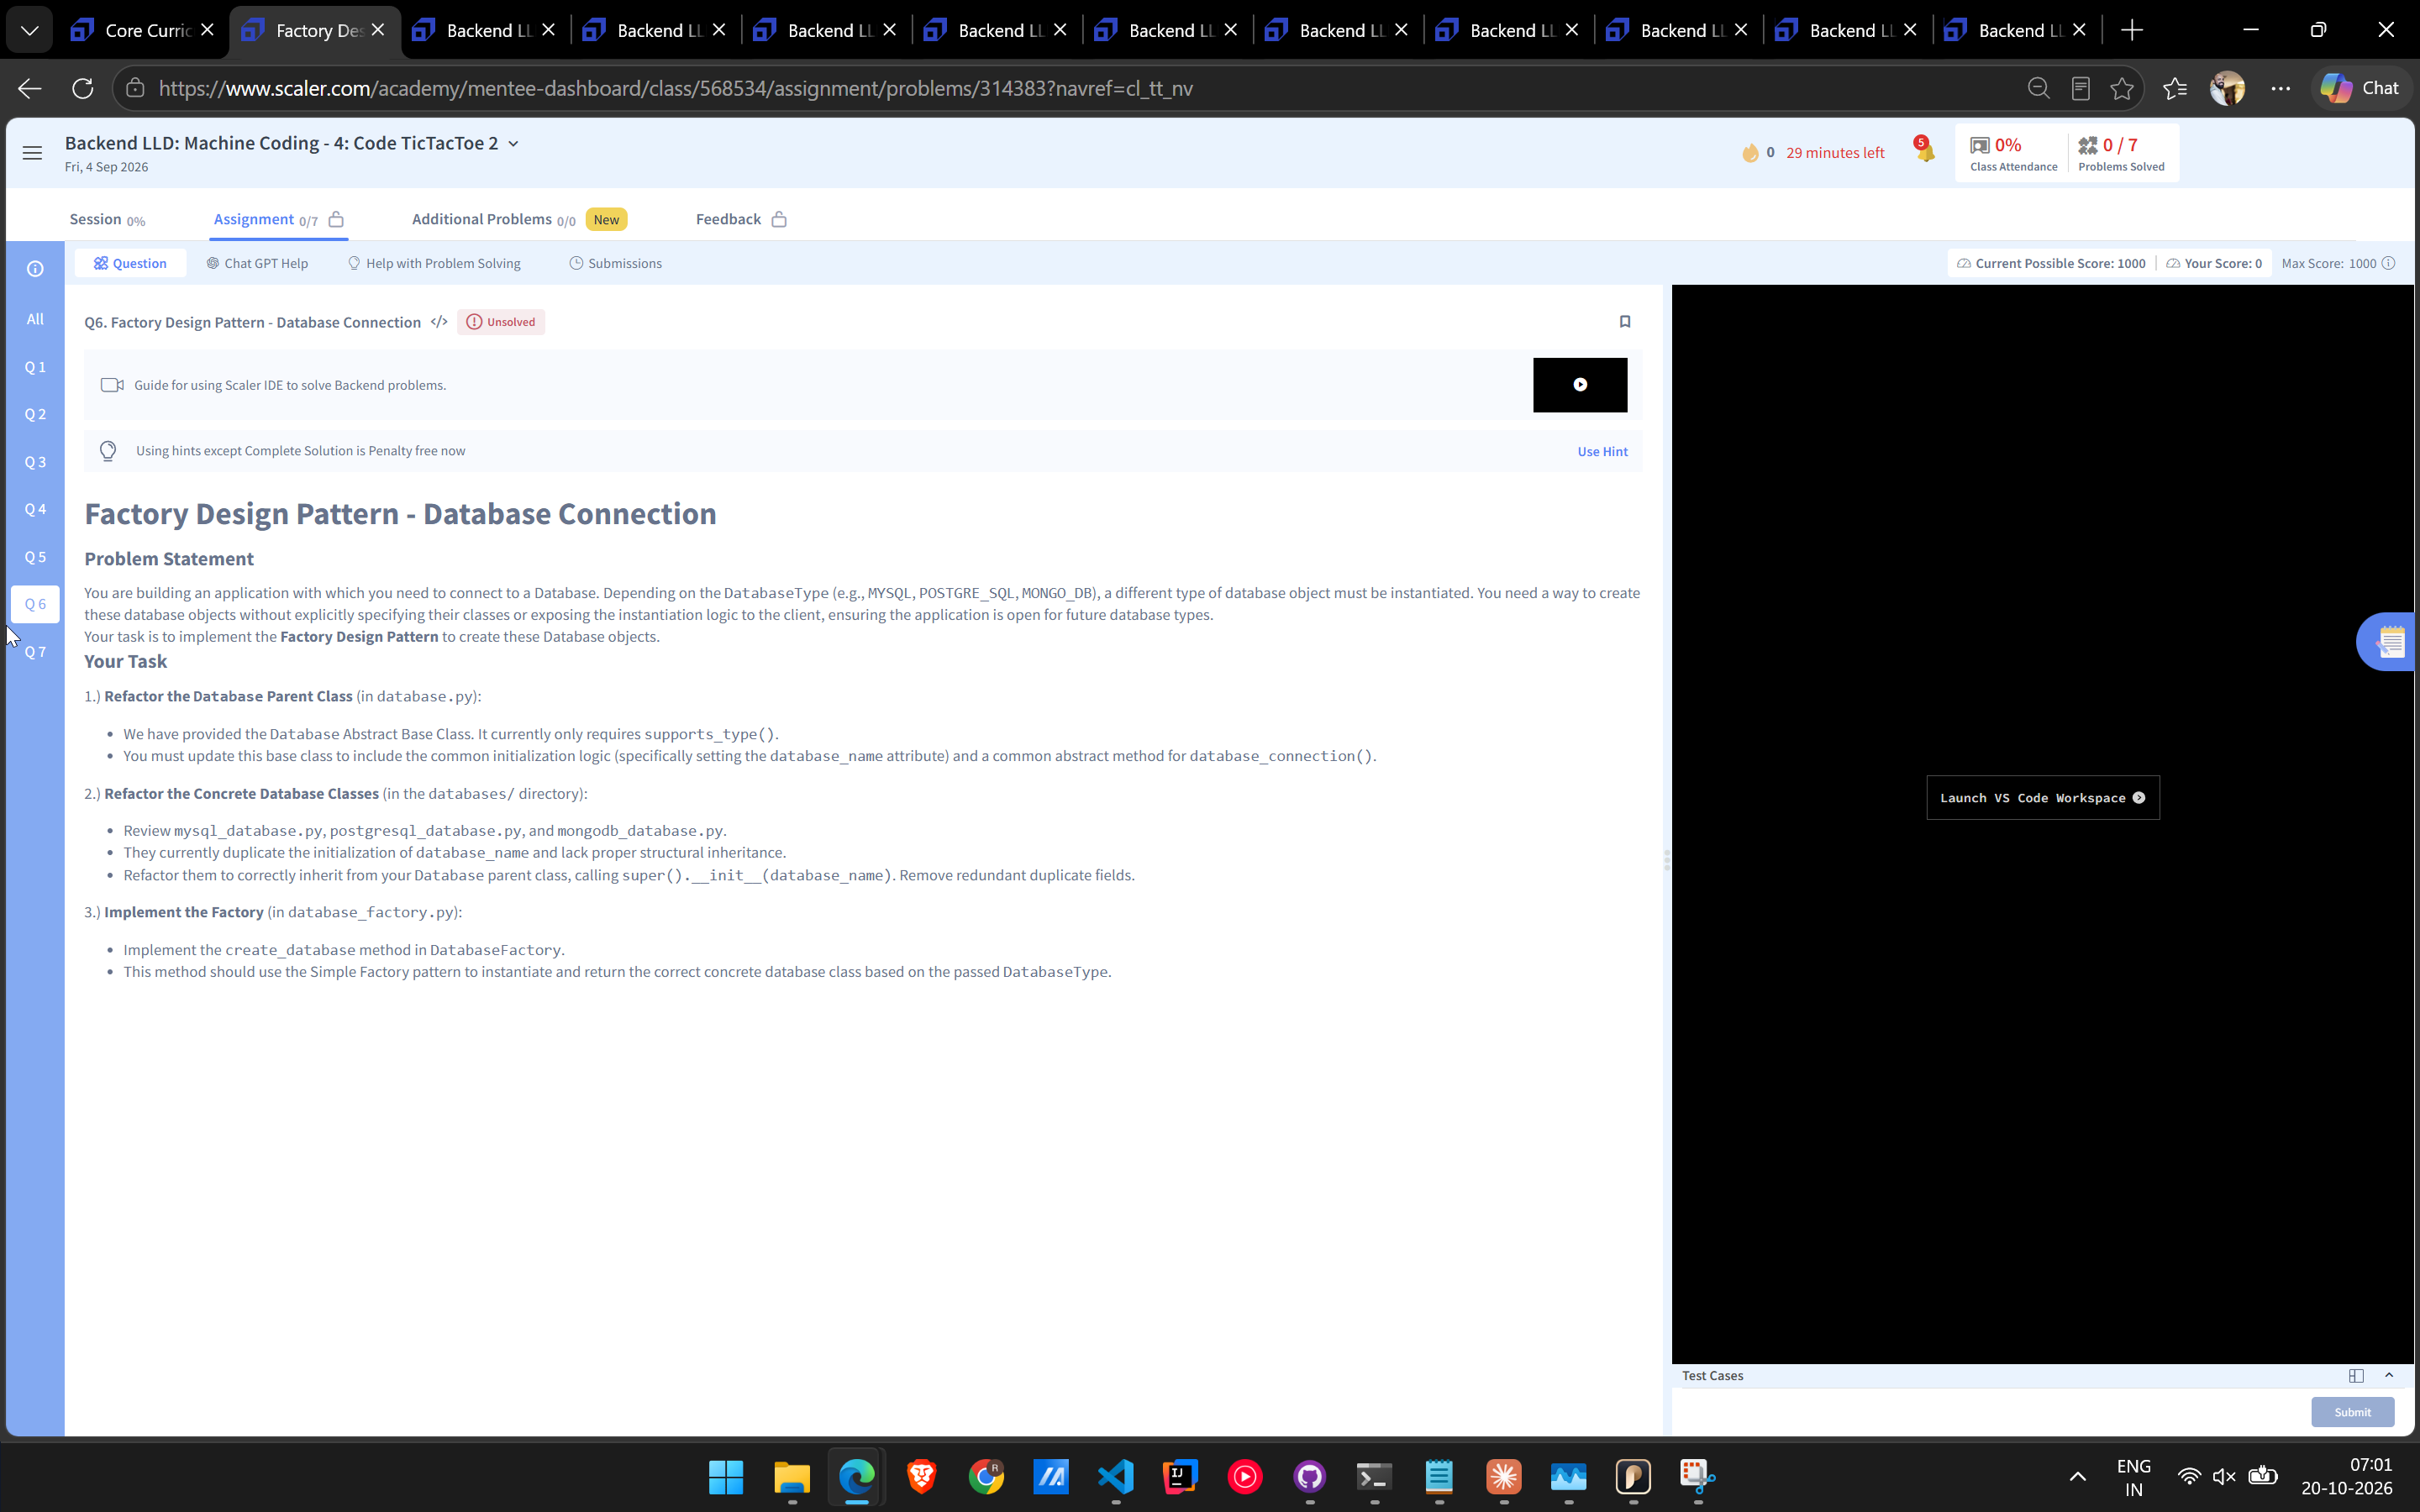 Core Curric
Factory Des
Backend LL
Backend LL
Backend LL
Backend LL
Backend LL
Backend LL
Backend LL
Backend LL
Backend LL
Backend LL
https://www.scaler.com/academy/mentee-dashboard/class/568534/assignment/problems/314383?navref=cl_tt_nv
Chat
Backend LLD: Machine Coding - 4: Code TicTacToe 2
Fri, 4 Sep 2026
0 29 minutes left
5
0%
Class Attendance
0 / 7
Problems Solved
Session 0%
Assignment 0/7
Additional Problems 0/0 New
Feedback
Question
Chat GPT Help
Help with Problem Solving
Submissions
Current Possible Score: 1000
Your Score: 0
Max Score: 1000
All
Q 1
Q 2
Q 3
Q 4
Q 5
Q 6
Q 7
Q6. Factory Design Pattern - Database Connection </> Unsolved
Guide for using Scaler IDE to solve Backend problems.
Using hints except Complete Solution is Penalty free now
Use Hint
Factory Design Pattern - Database Connection
Problem Statement
You are building an application with which you need to connect to a Database. Depending on the DatabaseType (e.g., MYSQL, POSTGRE_SQL, MONGO_DB), a different type of database object must be instantiated. You need a way to create
these database objects without explicitly specifying their classes or exposing the instantiation logic to the client, ensuring the application is open for future database types.
Your task is to implement the Factory Design Pattern to create these Database objects.
Your Task
1.) Refactor the Database Parent Class (in database.py):
• We have provided the Database Abstract Base Class. It currently only requires supports_type().
• You must update this base class to include the common initialization logic (specifically setting the database_name attribute) and a common abstract method for database_connection().
2.) Refactor the Concrete Database Classes (in the databases/ directory):
• Review mysql_database.py, postgresql_database.py, and mongodb_database.py.
• They currently duplicate the initialization of database_name and lack proper structural inheritance.
• Refactor them to correctly inherit from your Database parent class, calling super().__init__(database_name). Remove redundant duplicate fields.
3.) Implement the Factory (in database_factory.py):
• Implement the create_database method in DatabaseFactory.
• This method should use the Simple Factory pattern to instantiate and return the correct concrete database class based on the passed DatabaseType.
Launch VS Code Workspace
Test Cases
Submit
IJ
R
ENG
IN
07:01
20-10-2026